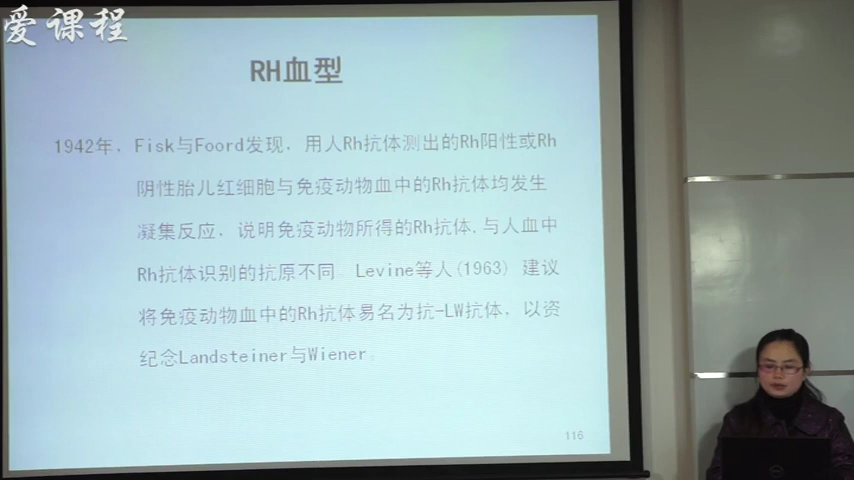 爱课程
RH血型
1942年，Fisk与Foord发现，用人Rh抗体测出的Rh阳性或Rh
阴性胎儿红细胞与免疫动物血中的Rh抗体均发生
凝集反应，说明免疫动物所得的Rh抗体,与人血中
Rh抗体识别的抗原不同 Levine等人(1963) 建议
将免疫动物血中的Rh抗体易名为抗-LW抗体，以资
纪念Landsteiner与Wiener。
116